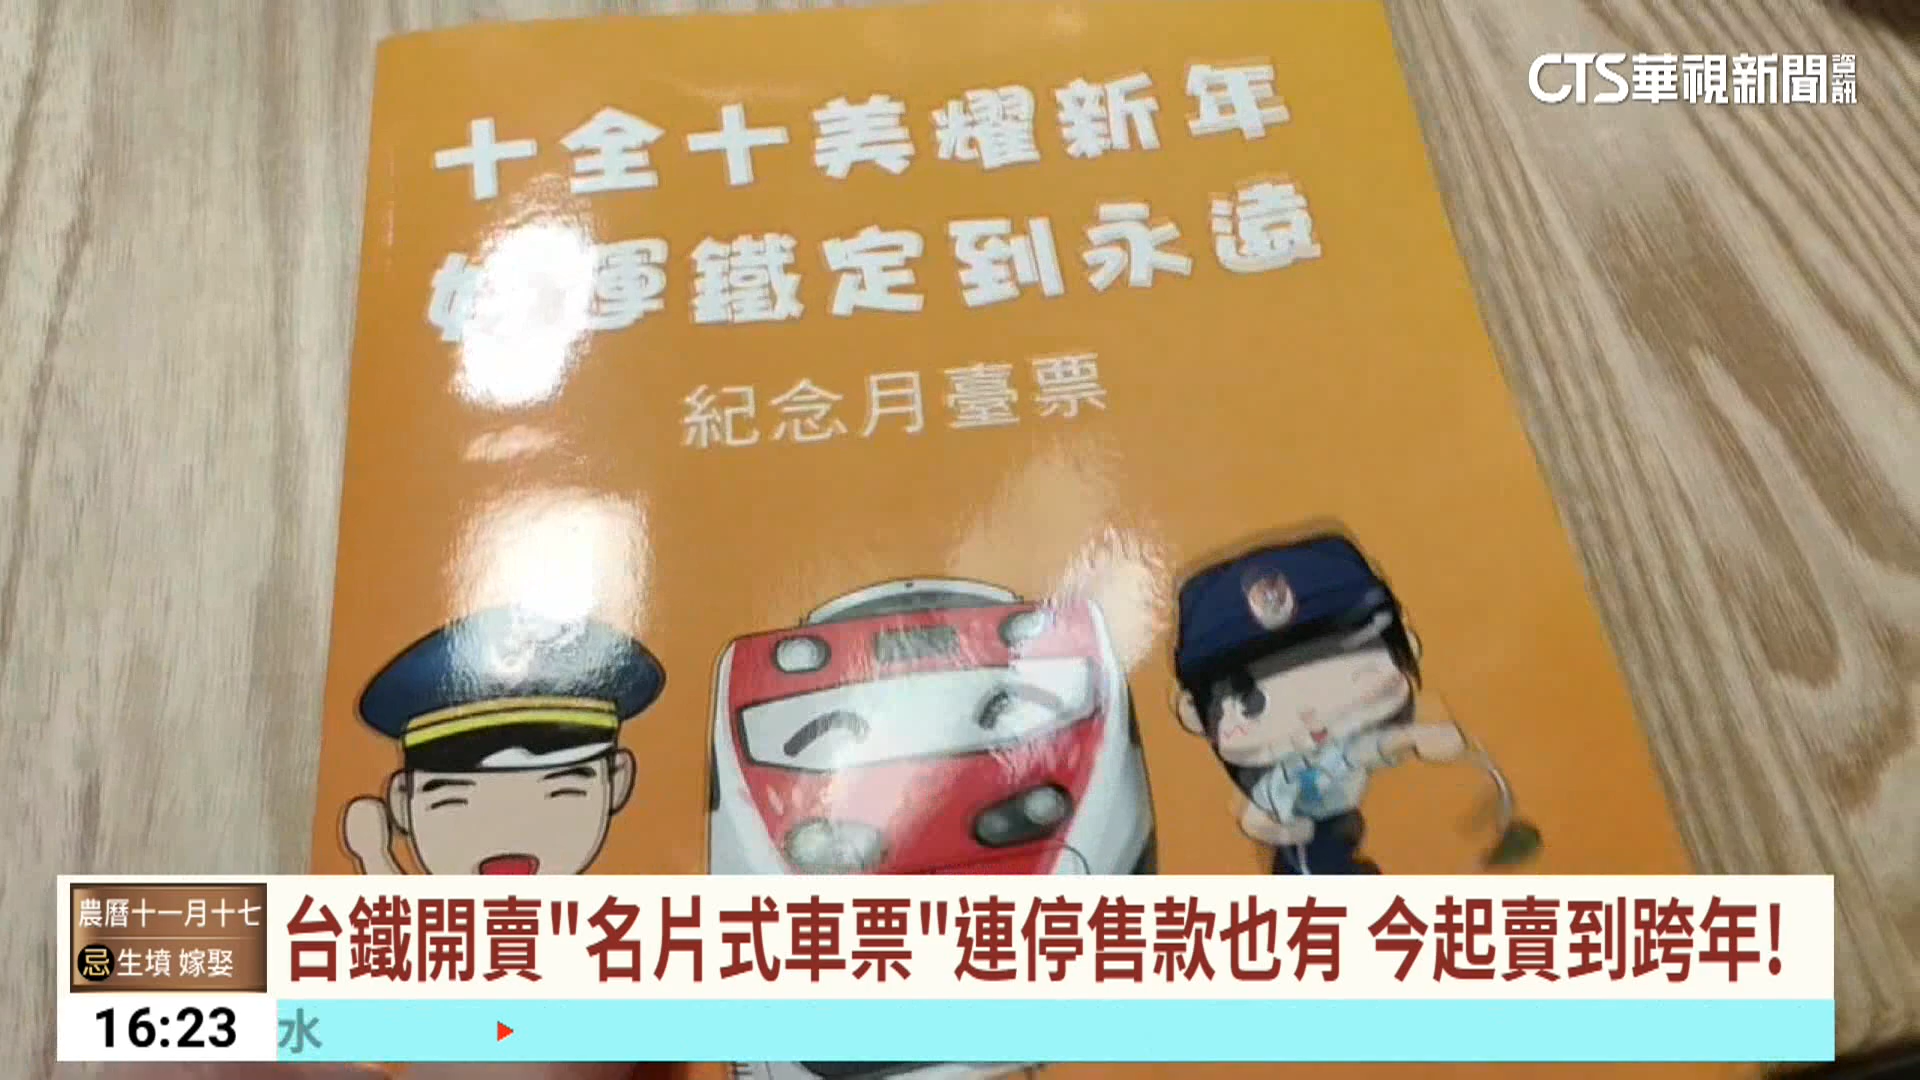 CTS華視新聞資訊
十全十美耀新年
好運鐵定到永遠
紀念月臺票
農曆十一月十七
忌生墳 嫁娶
台鐵開賣"名片式車票"連停售款也有 今起賣到跨年!
16:23
水